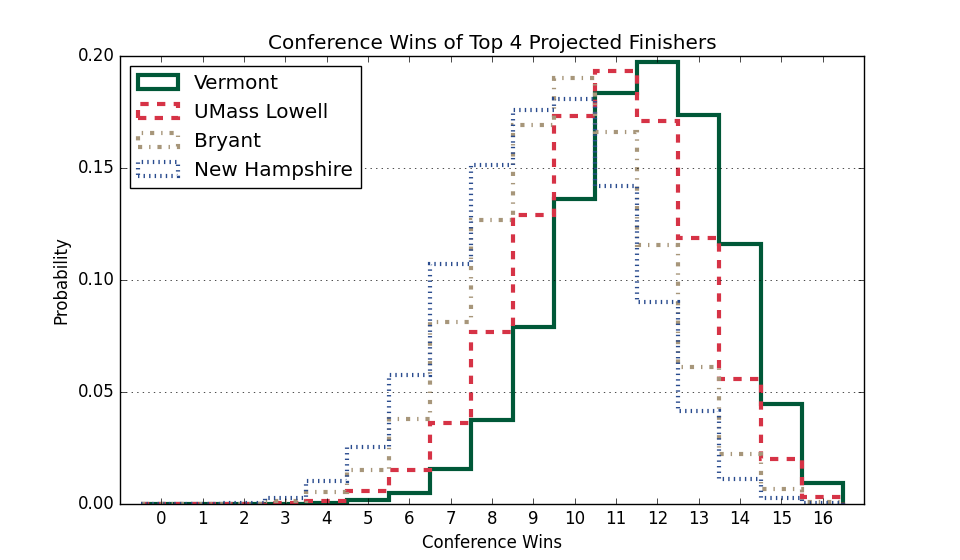 Conference Wins of Top 4 Projected Finishers
Vermont
UMass Lowell
Bryant
New Hampshire
Probability
0.20
0.15
0.10
0.05
0.00
0 1 2 3 4 5 6 7 8 9 10 11 12 13 14 15 16
Conference Wins